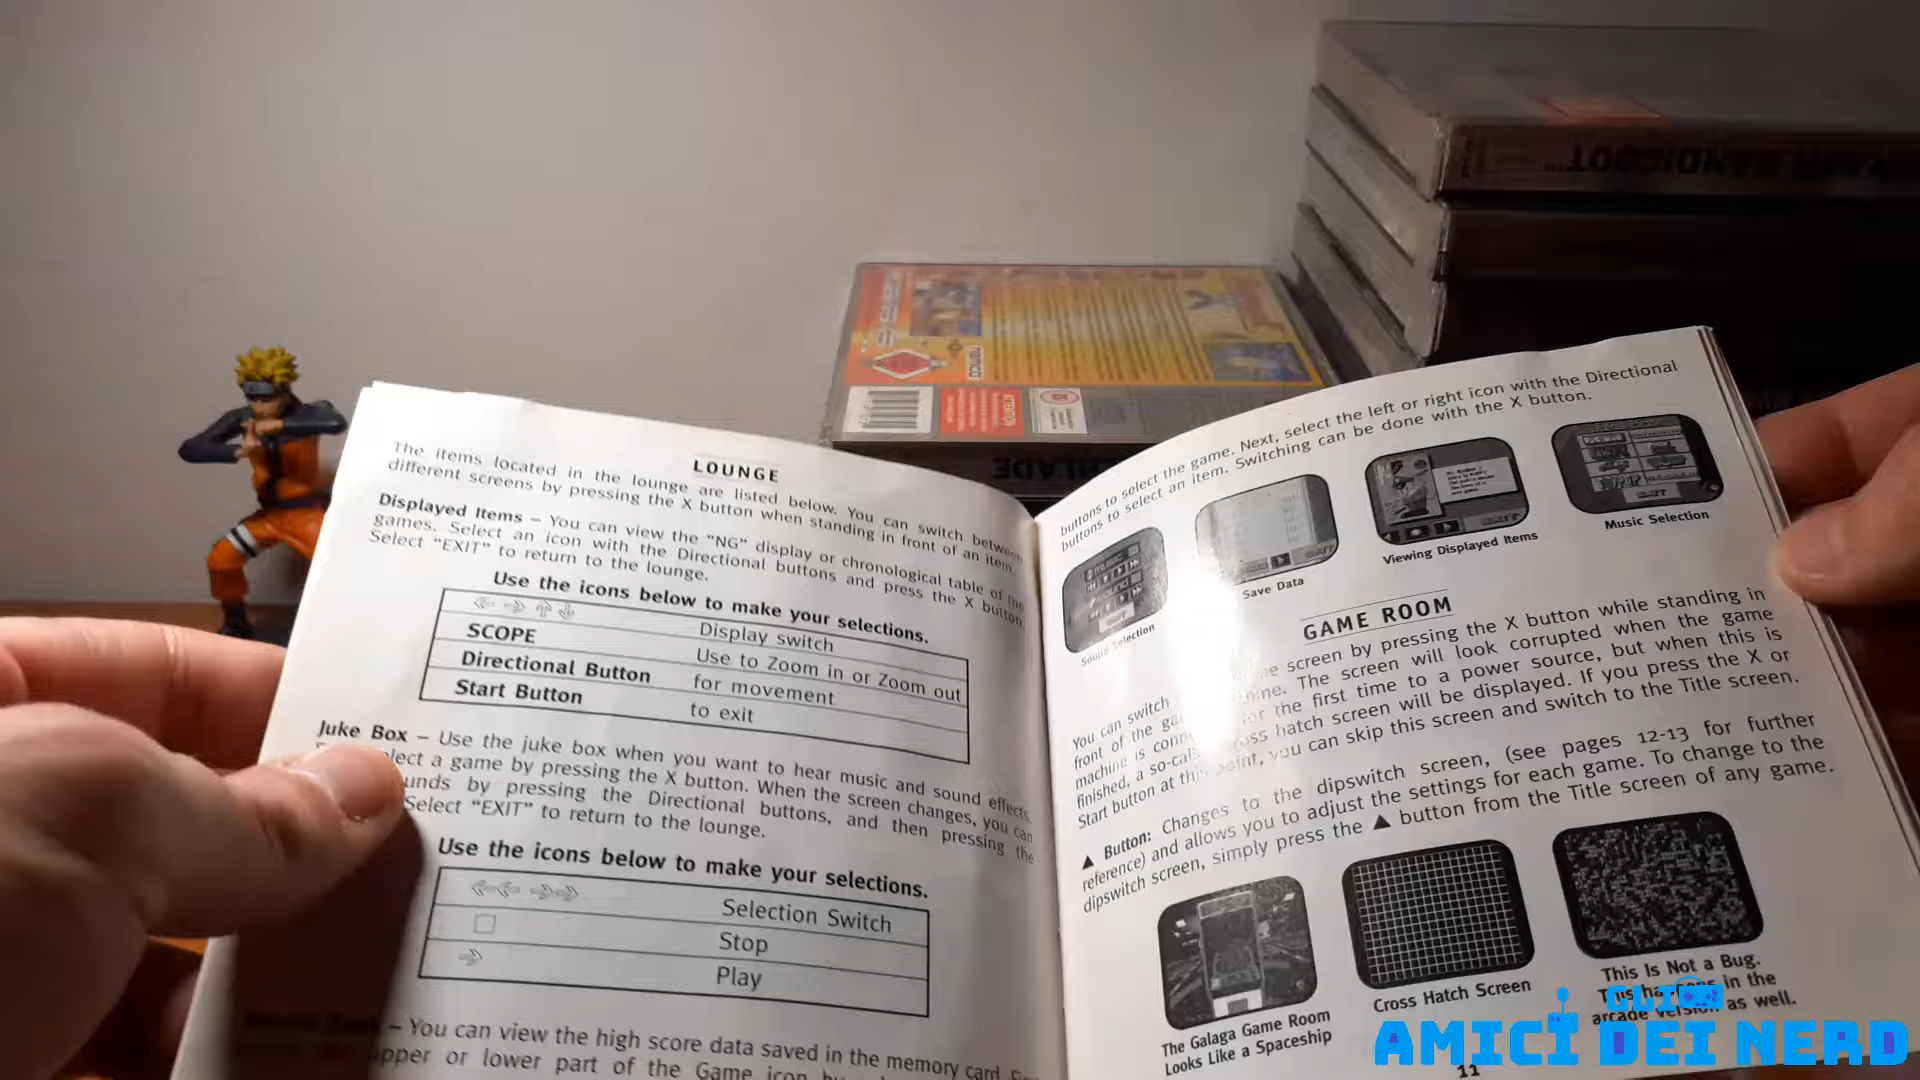 LOUNGE
The items located in the lounge are listed below. You can switch between
different screens by pressing the X button when standing in front of an item.
Displayed Items – You can view the "NG" display or chronological table of the
games. Select an icon with the Directional buttons and press the X button.
Select "EXIT" to return to the lounge.
Use the icons below to make your selections.
Display switch
SCOPE Use to Zoom in or Zoom out
Directional Button for movement
Start Button to exit
Juke Box – Use the juke box when you want to hear music and sound effects.
a game by pressing the X button. When the screen changes, you can
by pressing the Directional buttons, and then pressing the
Select "EXIT" to return to the lounge.
Use the icons below to make your selections.
Selection Switch
Stop
Play
– You can view the high score data saved in the memory card.
or lower part of the Game icon
buttons to select the game. Next, select the left or right icon with the Directional
buttons to select an item. Switching can be done with the X button.
Sound Selection
Save Data
Viewing Displayed Items
Music Selection
GAME ROOM
You can switch screen by pressing the X button while standing in
front of the The screen will look corrupted when the game
machine is for the first time to a power source, but when this is
finished, a hatch screen will be displayed. If you press the X or
Start button at this point, you can skip this screen and switch to the Title screen.
▲ Button: Changes to the dipswitch screen, (see pages 12-13 for further
reference) and allows you to adjust the settings for each game. To change to the
dipswitch screen, simply press the ▲ button from the Title screen of any game.
The Galaga Game Room
Looks Like a Spaceship
Cross Hatch Screen
This Is Not a Bug.
in the
arcade version as well.
11
namco
BANDICOOT
BLADE
GLI
AMICI DEI NERD